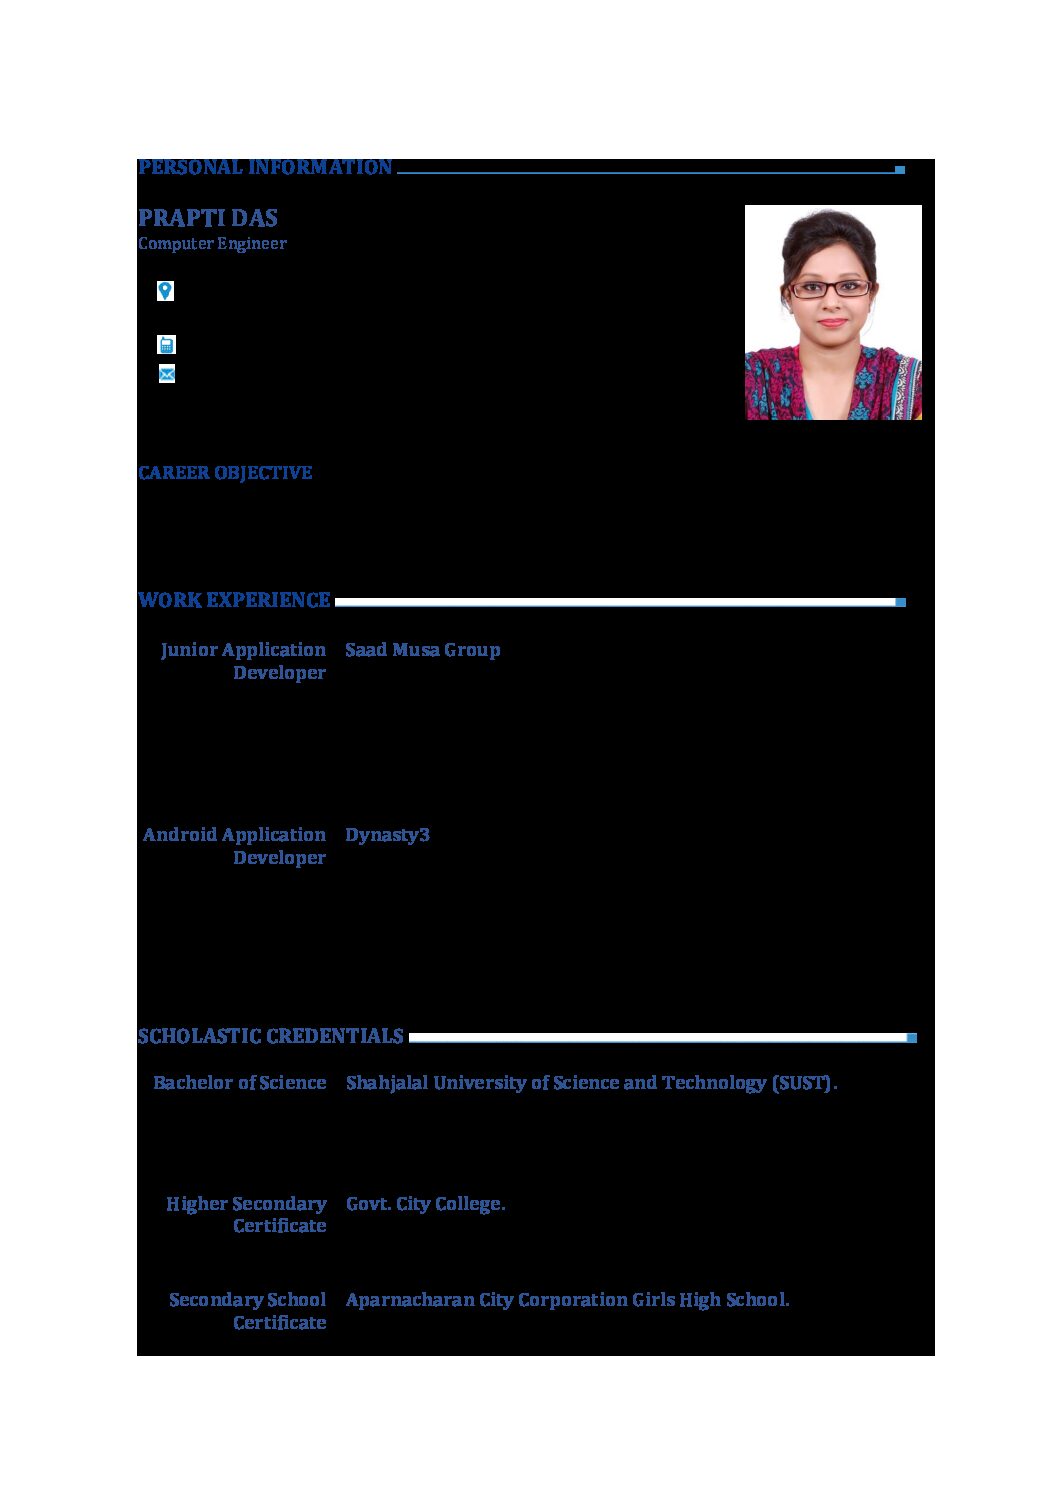 PERSONAL INFORMATION
PRAPTI DAS
Computer Engineer
CAREER OBJECTIVE
WORK EXPERIENCE
Junior Application Developer
Saad Musa Group
Android Application Developer
Dynasty3
SCHOLASTIC CREDENTIALS
Bachelor of Science
Shahjalal University of Science and Technology (SUST).
Higher Secondary Certificate
Govt. City College.
Secondary School Certificate
Aparnacharan City Corporation Girls High School.